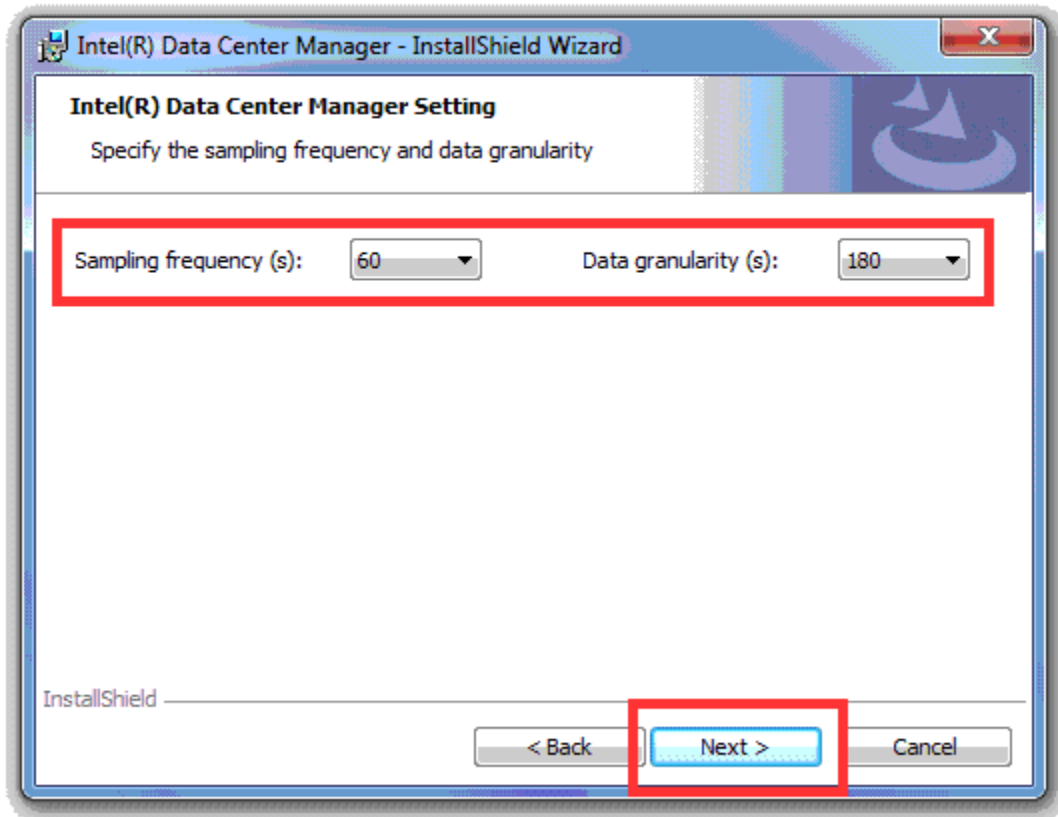 Intel(R) Data Center Manager - InstallShield Wizard
Intel(R) Data Center Manager Setting
Specify the sampling frequency and data granularity
Sampling frequency (s): 60 Data granularity (s): 180
InstallShield
< Back Next > Cancel